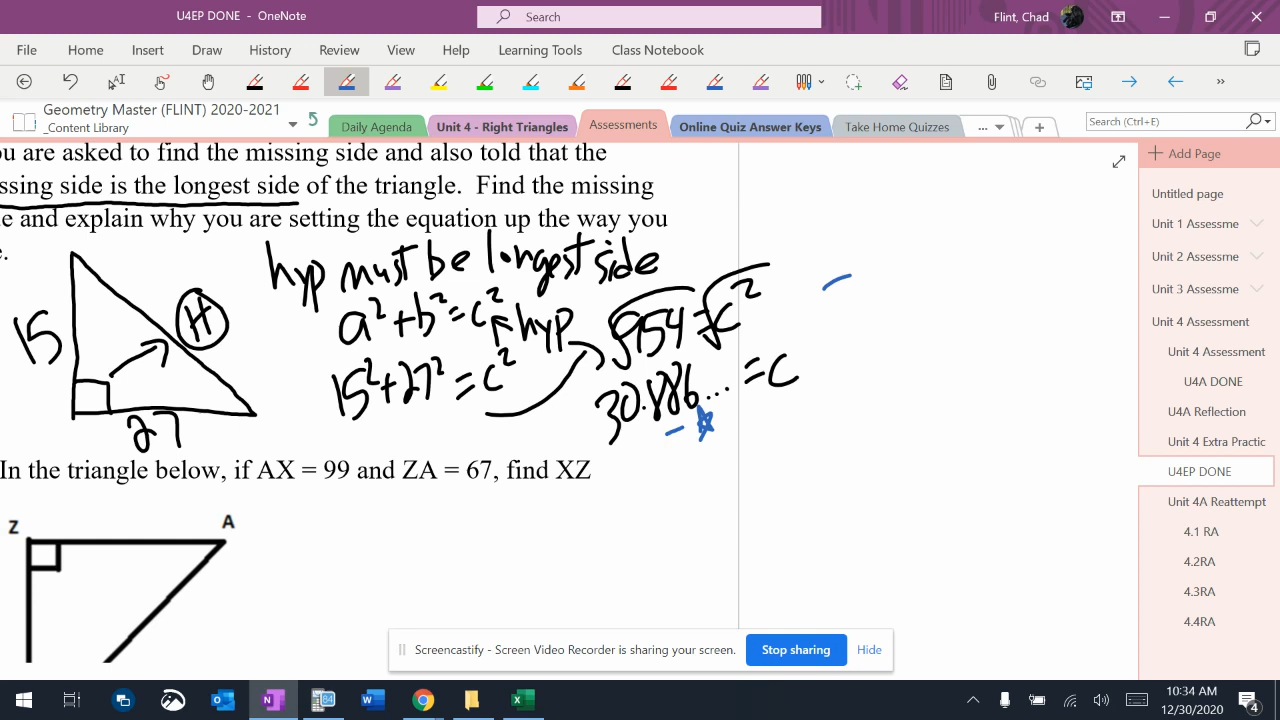 U4EP DONE - OneNote
Search
Flint, Chad
File Home Insert Draw History Review View Help Learning Tools Class Notebook
Geometry Master (FLINT) 2020-2021
_Content Library
Daily Agenda Unit 4 - Right Triangles Assessments Online Quiz Answer Keys Take Home Quizzes ... +
Search (Ctrl+E)
Add Page
Untitled page
Unit 1 Assessme
Unit 2 Assessme
Unit 3 Assessme
Unit 4 Assessment
Unit 4 Assessment
U4A DONE
U4A Reflection
Unit 4 Extra Practic
U4EP DONE
Unit 4A Reattempt
4.1 RA
4.2RA
4.3RA
4.4RA
ou are asked to find the missing side and also told that the
ssing side is the longest side of the triangle. Find the missing
e and explain why you are setting the equation up the way you
e.
hyp must be longest side
a² + b² = c² hyp
15² + 27² = c²
√954 = √c²
30.886... = c
15
H
27
In the triangle below, if AX = 99 and ZA = 67, find XZ
Z
A
Screencastify - Screen Video Recorder is sharing your screen. Stop sharing Hide
84
10:34 AM
12/30/2020
4